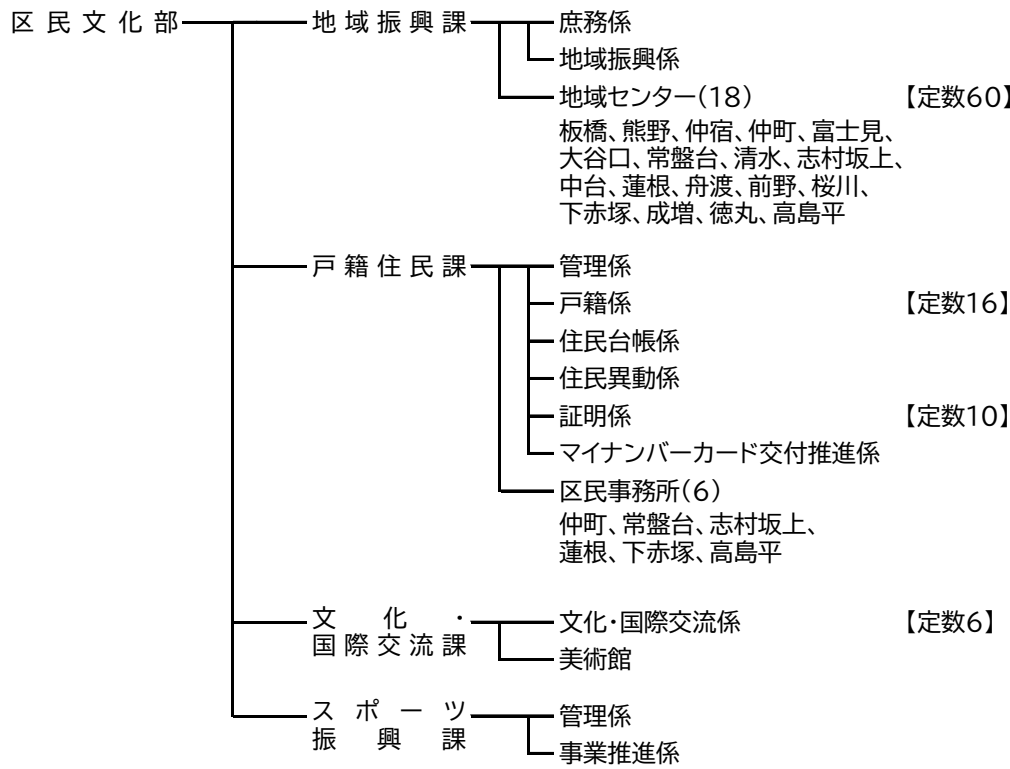 区民文化部 地域振興課 庶務係
地域振興係
地域センター(18) 【定数60】
板橋、熊野、仲宿、仲町、富士見、
大谷口、常盤台、清水、志村坂上、
中台、蓮根、舟渡、前野、桜川、
下赤塚、成増、徳丸、高島平
戸籍住民課 管理係
戸籍係 【定数16】
住民台帳係
住民異動係
証明係 【定数10】
マイナンバーカード交付推進係
区民事務所(6)
仲町、常盤台、志村坂上、
蓮根、下赤塚、高島平
文化・
国際交流課
文化・国際交流係 【定数6】
美術館
スポーツ
振興課
管理係
事業推進係